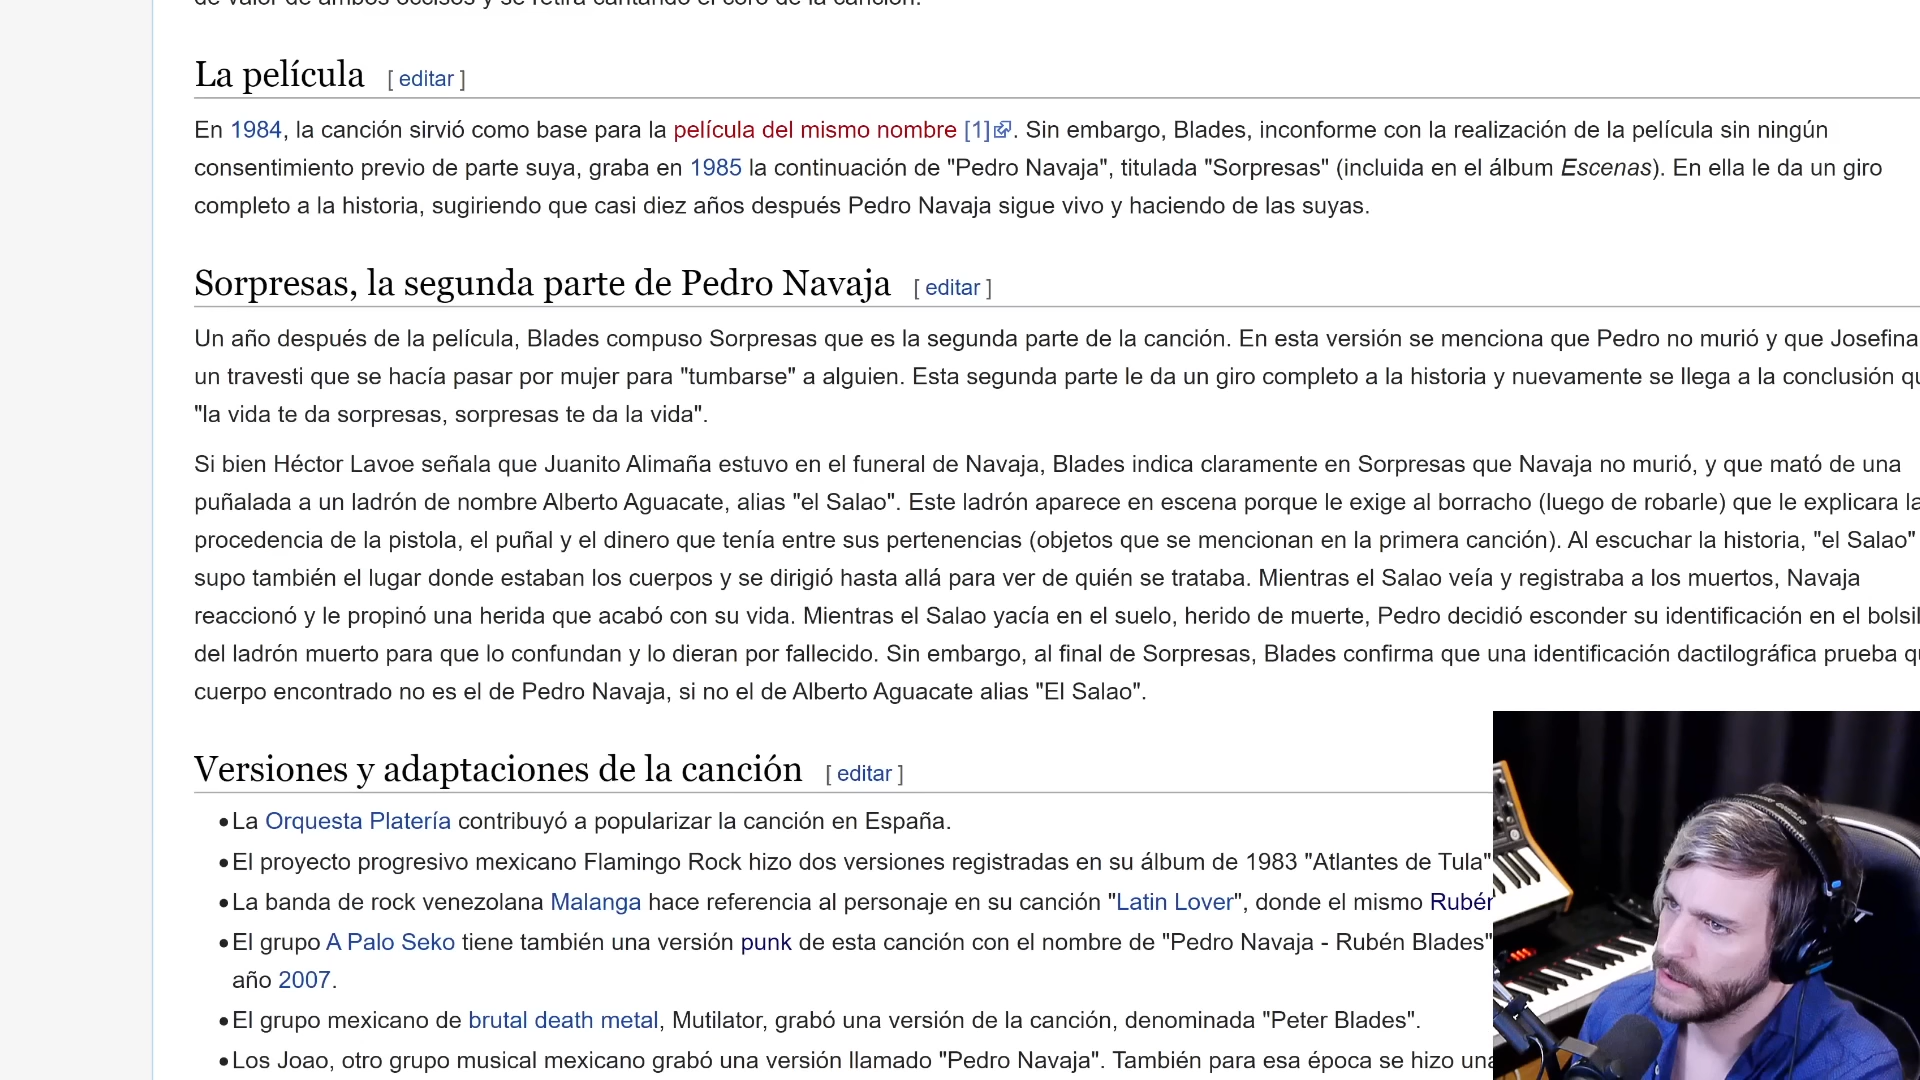 de valor de ambos occisos y se retira cantando el coro de la canción.
La película [ editar ]
En 1984, la canción sirvió como base para la película del mismo nombre [1]. Sin embargo, Blades, inconforme con la realización de la película sin ningún
consentimiento previo de parte suya, graba en 1985 la continuación de "Pedro Navaja", titulada "Sorpresas" (incluida en el álbum Escenas). En ella le da un giro
completo a la historia, sugiriendo que casi diez años después Pedro Navaja sigue vivo y haciendo de las suyas.
Sorpresas, la segunda parte de Pedro Navaja [ editar ]
Un año después de la película, Blades compuso Sorpresas que es la segunda parte de la canción. En esta versión se menciona que Pedro no murió y que Josefina
un travesti que se hacía pasar por mujer para "tumbarse" a alguien. Esta segunda parte le da un giro completo a la historia y nuevamente se llega a la conclusión
"la vida te da sorpresas, sorpresas te da la vida".
Si bien Héctor Lavoe señala que Juanito Alimaña estuvo en el funeral de Navaja, Blades indica claramente en Sorpresas que Navaja no murió, y que mató de una
puñalada a un ladrón de nombre Alberto Aguacate, alias "el Salao". Este ladrón aparece en escena porque le exige al borracho (luego de robarle) que le explicara la
procedencia de la pistola, el puñal y el dinero que tenía entre sus pertenencias (objetos que se mencionan en la primera canción). Al escuchar la historia, "el Salao"
supo también el lugar donde estaban los cuerpos y se dirigió hasta allá para ver de quién se trataba. Mientras el Salao veía y registraba a los muertos, Navaja
reaccionó y le propinó una herida que acabó con su vida. Mientras el Salao yacía en el suelo, herido de muerte, Pedro decidió esconder su identificación en el
del ladrón muerto para que lo confundan y lo dieran por fallecido. Sin embargo, al final de Sorpresas, Blades confirma que una identificación dactilográfica prueba
cuerpo encontrado no es el de Pedro Navaja, si no el de Alberto Aguacate alias "El Salao".
Versiones y adaptaciones de la canción [ editar ]
• La Orquesta Platería contribuyó a popularizar la canción en España.
• El proyecto progresivo mexicano Flamingo Rock hizo dos versiones registradas en su álbum de 1983 "Atlantes de Tula"
• La banda de rock venezolana Malanga hace referencia al personaje en su canción "Latin Lover", donde el mismo Rubén
• El grupo A Palo Seko tiene también una versión punk de esta canción con el nombre de "Pedro Navaja - Rubén Blades"
año 2007.
• El grupo mexicano de brutal death metal, Mutilator, grabó una versión de la canción, denominada "Peter Blades".
• Los Joao, otro grupo musical mexicano grabó una versión llamado "Pedro Navaja". También para esa época se hizo una